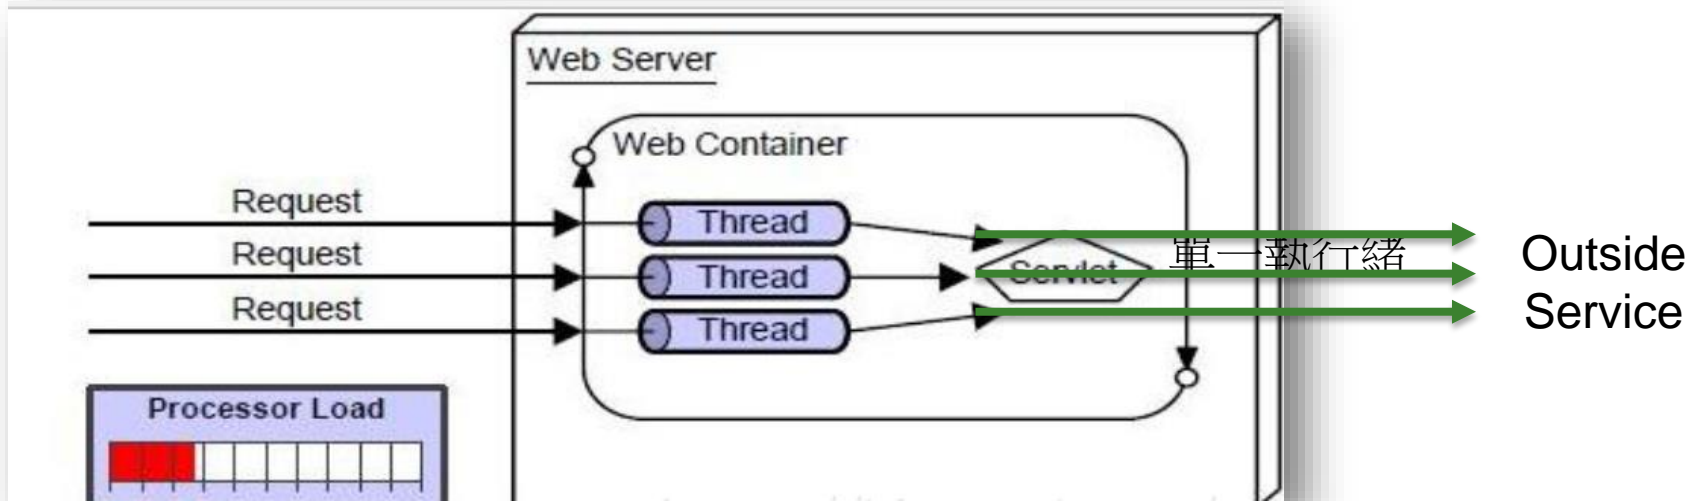 Web Server
Web Container
Request
Thread
Request
Thread
Request
Thread
Servlet
單一執行緒
Outside
Service
Processor Load